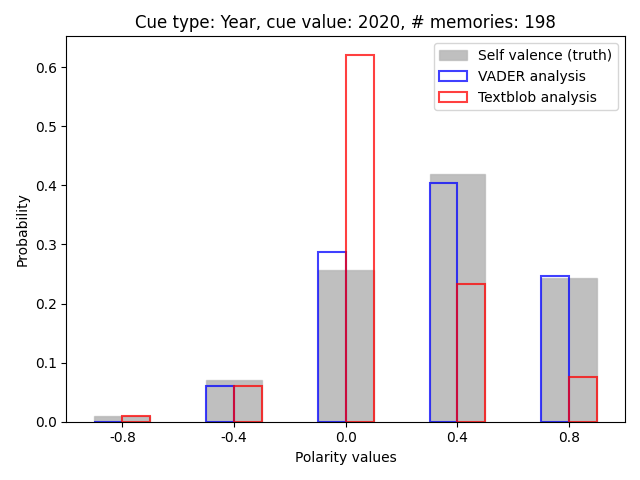 Cue type: Year, cue value: 2020, # memories: 198
Self valence (truth)
VADER analysis
Textblob analysis
Probability
0.6
0.5
0.4
0.3
0.2
0.1
0.0
-0.8 -0.4 0.0 0.4 0.8
Polarity values